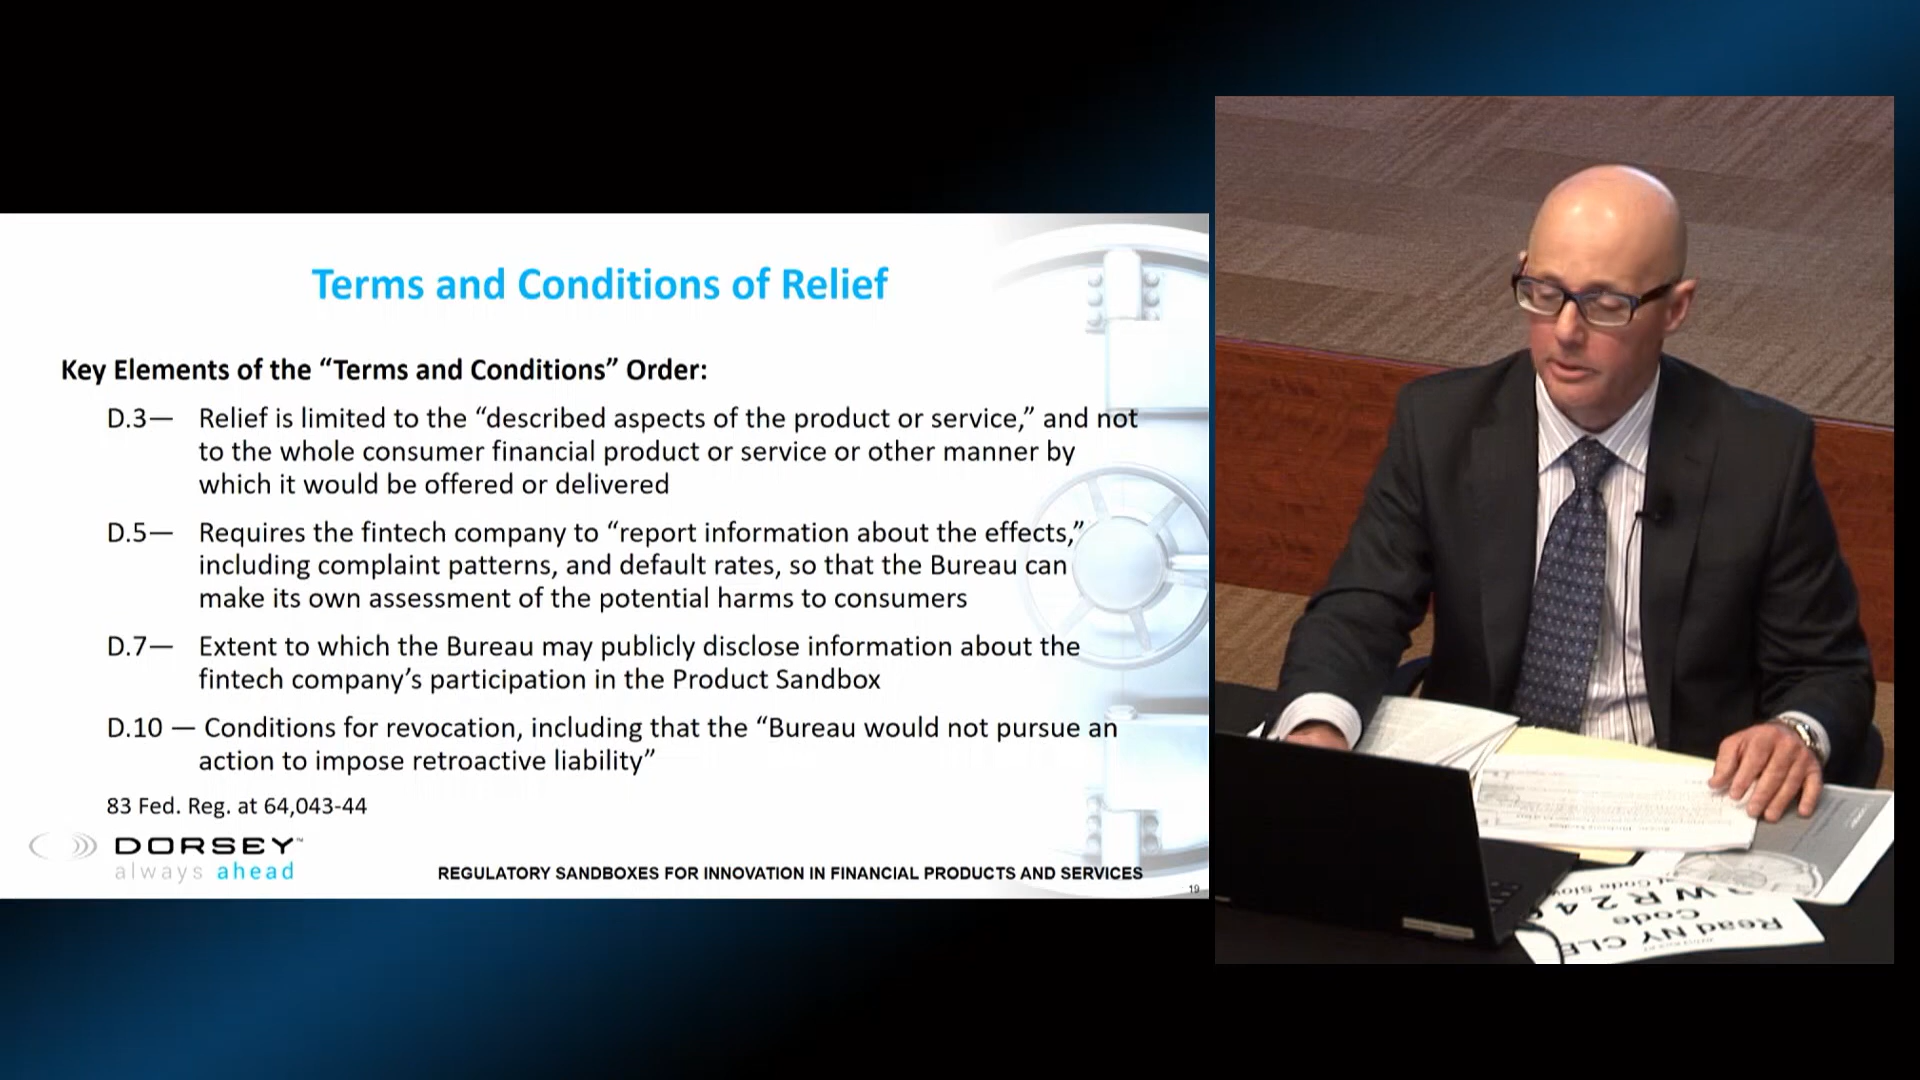 Terms and Conditions of Relief
Key Elements of the “Terms and Conditions” Order:
D.3— Relief is limited to the “described aspects of the product or service,” and not
to the whole consumer financial product or service or other manner by
which it would be offered or delivered
D.5— Requires the fintech company to “report information about the effects,”
including complaint patterns, and default rates, so that the Bureau can
make its own assessment of the potential harms to consumers
D.7— Extent to which the Bureau may publicly disclose information about the
fintech company’s participation in the Product Sandbox
D.10 — Conditions for revocation, including that the “Bureau would not pursue an
action to impose retroactive liability”
83 Fed. Reg. at 64,043-44
DORSEY™
always ahead
REGULATORY SANDBOXES FOR INNOVATION IN FINANCIAL PRODUCTS AND SERVICES
19
Read NY CLE
Code